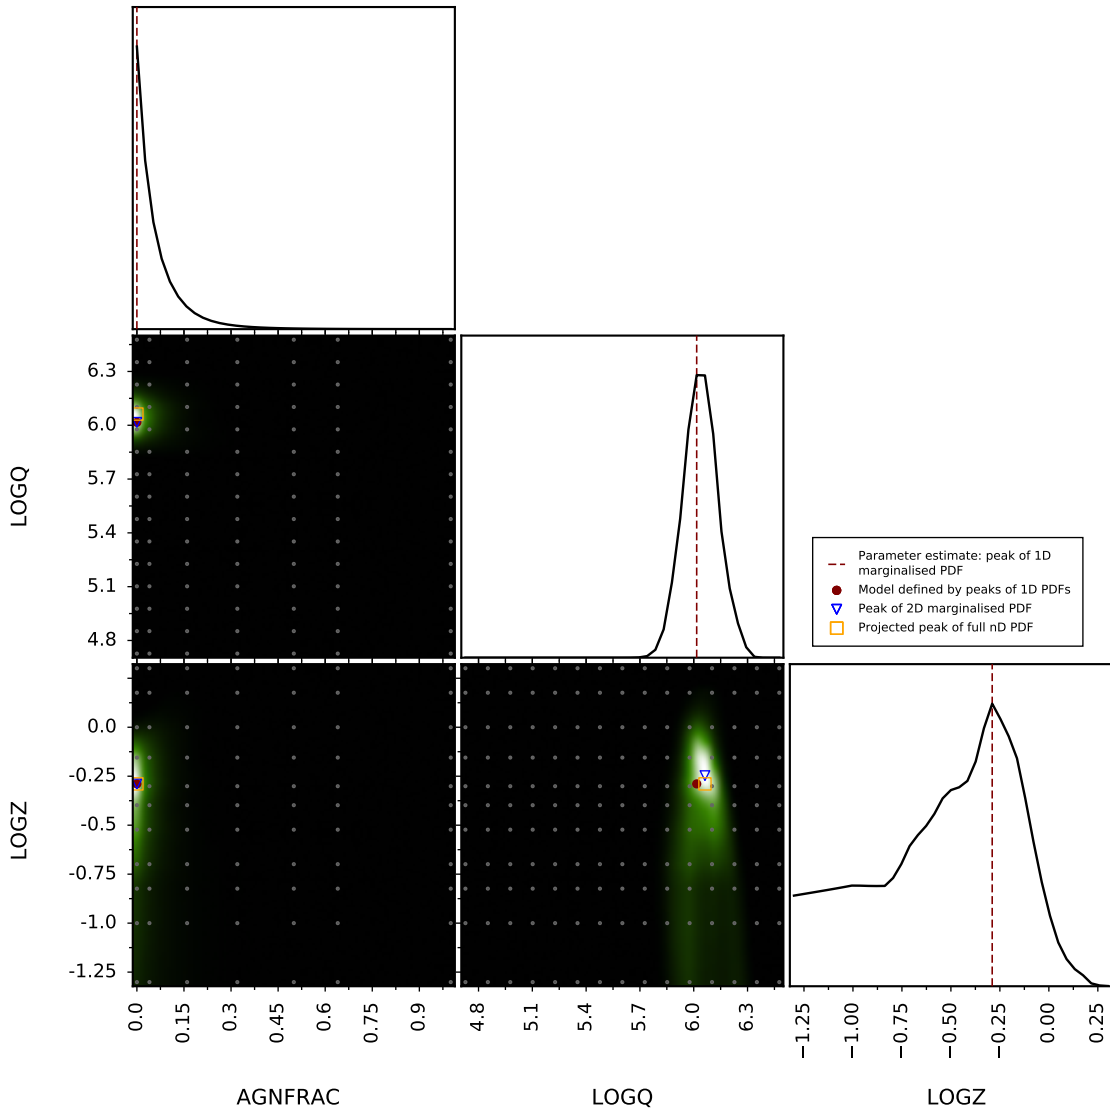 6.3
6.0
5.7
5.4
5.1
4.8
LOGQ
Parameter estimate: peak of 1D
marginalised PDF
Model defined by peaks of 1D PDFs
Peak of 2D marginalised PDF
Projected peak of full nD PDF
0.0
-0.25
-0.5
-0.75
-1.0
-1.25
LOGZ
0.0 0.15 0.3 0.45 0.6 0.75 0.9
4.8 5.1 5.4 5.7 6.0 6.3
−1.25 −1.00 −0.75 −0.50 −0.25 0.00 0.25
AGNFRAC LOGQ LOGZ